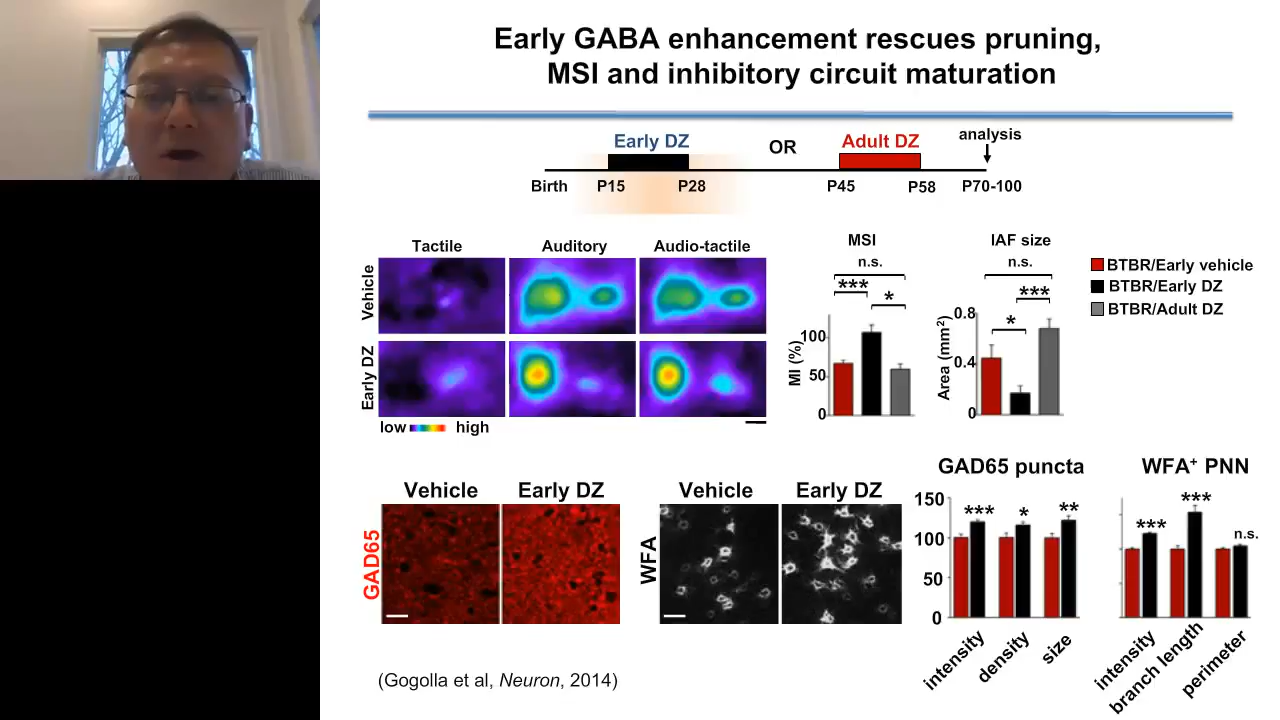 Early GABA enhancement rescues pruning,
MSI and inhibitory circuit maturation
Early DZ
OR
Adult DZ
analysis
Birth
P15
P28
P45
P58
P70-100
Tactile
Auditory
Audio-tactile
Vehicle
Early DZ
low
high
MSI
n.s.
***
*
MI (%)
100
50
0
IAF size
n.s.
***
*
Area (mm²)
0.8
0.4
0
BTBR/Early vehicle
BTBR/Early DZ
BTBR/Adult DZ
Vehicle
Early DZ
GAD65
Vehicle
Early DZ
WFA
GAD65 puncta
150
100
50
0
***
*
**
intensity
density
size
WFA⁺ PNN
***
***
n.s.
intensity
branch length
perimeter
(Gogolla et al, Neuron, 2014)